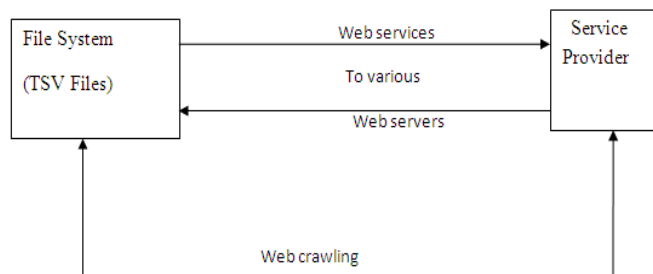 File System
(TSV Files)
Web services
To various
Web servers
Service
Provider
Web crawling